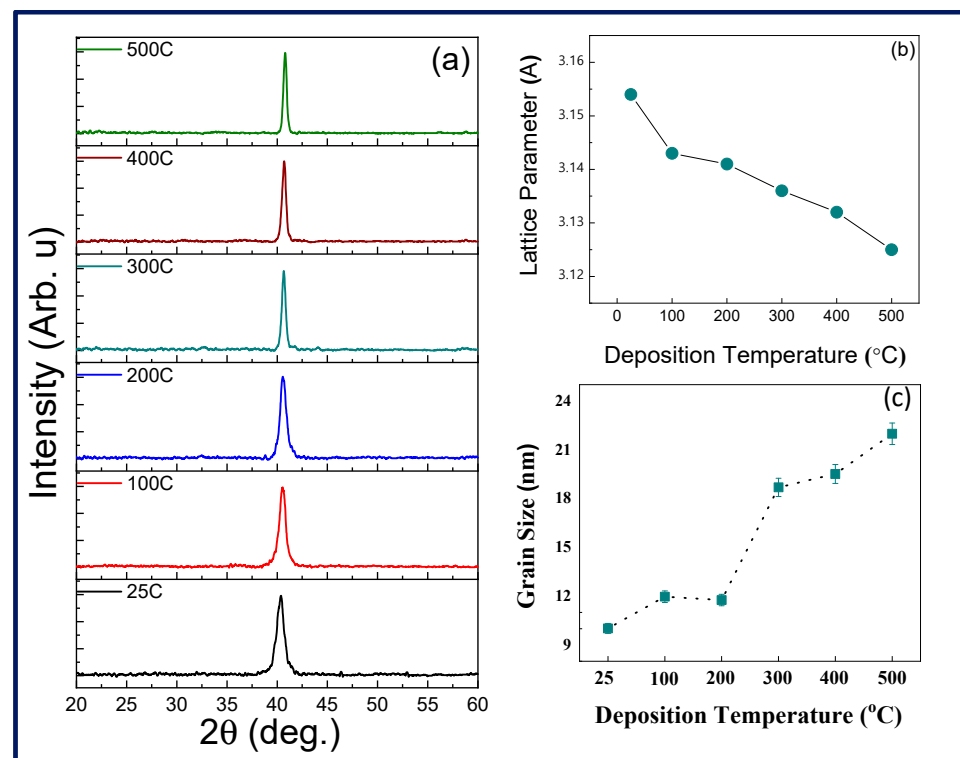 (a)
500C
400C
300C
200C
100C
25C
Intensity (Arb. u)
20 25 30 35 40 45 50 55 60
2θ (deg.)
(b)
3.16
3.15
3.14
3.13
3.12
Lattice Parameter (A)
0 100 200 300 400 500
Deposition Temperature (°C)
(c)
24
21
18
15
12
9
Grain Size (nm)
25 100 200 300 400 500
Deposition Temperature (°C)